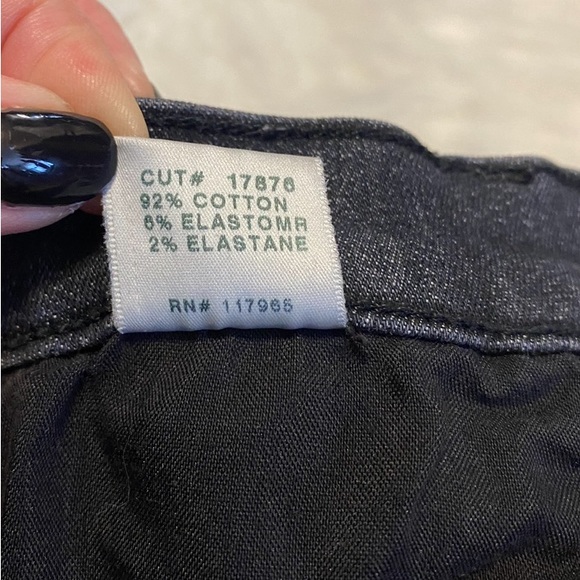 CUT# 17876
92% COTTON
6% ELASTOMR
2% ELASTANE
RN# 117965